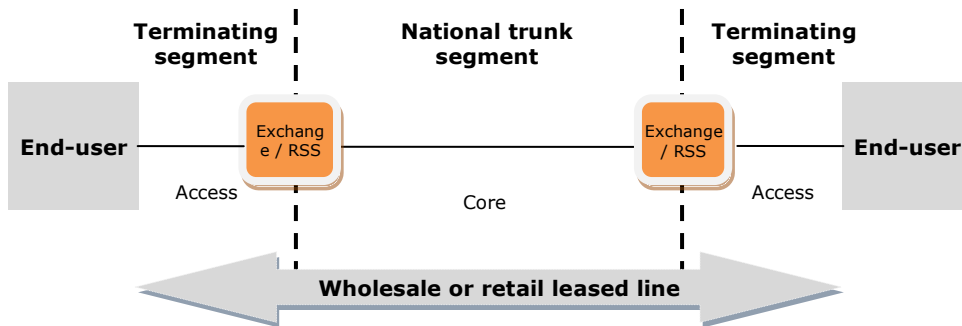 Terminating
segment
National trunk
segment
Terminating
segment
End-user
Exchang
e / RSS
Exchange
/ RSS
End-user
Access
Core
Access
Wholesale or retail leased line